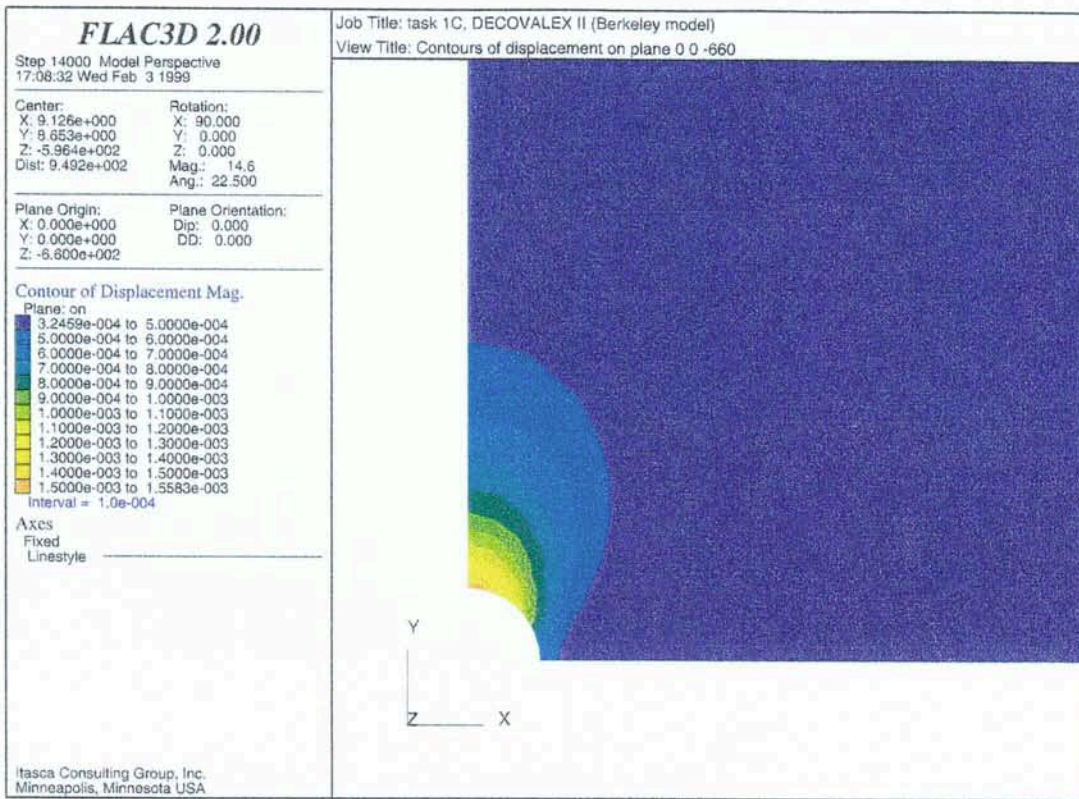 FLAC3D 2.00
Step 14000 Model Perspective
17:08:32 Wed Feb 3 1999
Center:
X: 9.126e+000
Y: 8.653e+000
Z: -5.964e+002
Dist: 9.492e+002
Rotation:
X: 90.000
Y: 0.000
Z: 0.000
Mag.: 14.6
Ang.: 22.500
Plane Origin:
X: 0.000e+000
Y: 0.000e+000
Z: -6.600e+002
Plane Orientation:
Dip: 0.000
DD: 0.000
Contour of Displacement Mag.
Plane: on
3.2459e-004 to 5.0000e-004
5.0000e-004 to 6.0000e-004
6.0000e-004 to 7.0000e-004
7.0000e-004 to 8.0000e-004
8.0000e-004 to 9.0000e-004
9.0000e-004 to 1.0000e-003
1.0000e-003 to 1.1000e-003
1.1000e-003 to 1.2000e-003
1.2000e-003 to 1.3000e-003
1.3000e-003 to 1.4000e-003
1.4000e-003 to 1.5000e-003
1.5000e-003 to 1.5583e-003
Interval = 1.0e-004
Axes
Fixed
Linestyle
Itasca Consulting Group, Inc.
Minneapolis, Minnesota USA
Job Title: task 1C, DECOVALEX II (Berkeley model)
View Title: Contours of displacement on plane 0 0 -660
Y
Z
X